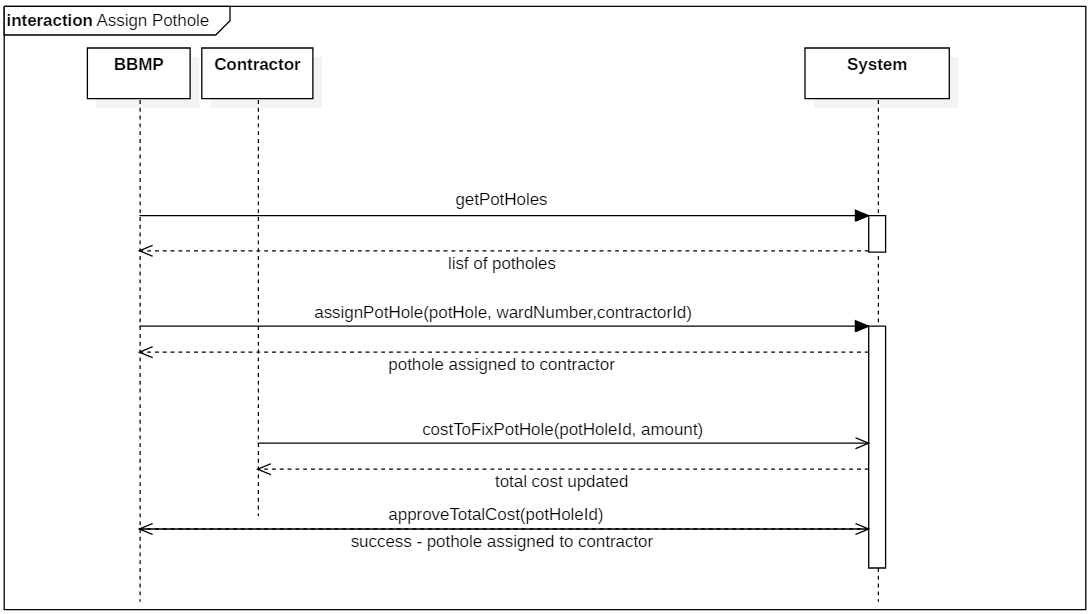 interaction Assign Pothole
BBMP
Contractor
System
getPotHoles
lisf of potholes
assignPotHole(potHole, wardNumber,contractorId)
pothole assigned to contractor
costToFixPotHole(potHoleId, amount)
total cost updated
approveTotalCost(potHoleId)
success - pothole assigned to contractor